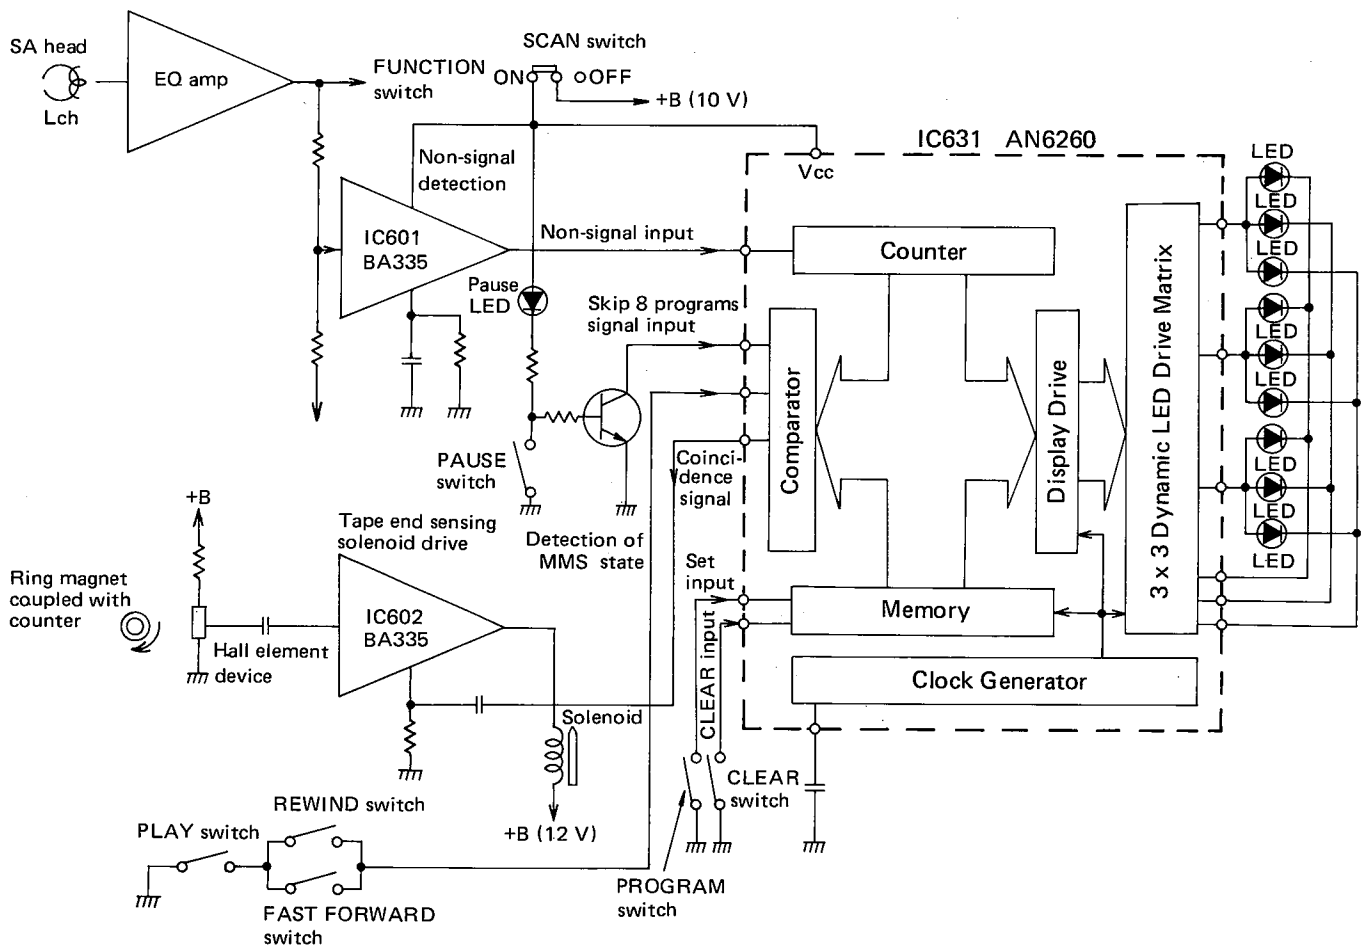 SA head
Lch
EQ amp
FUNCTION
switch
SCAN switch
ON
OFF
+B (10 V)
Non-signal
detection
IC601
BA335
Non-signal input
Pause
LED
Skip 8 programs
signal input
PAUSE
switch
Detection of
MMS state
Coinci-
dence
signal
IC631 AN6260
Vcc
Counter
Comparator
Display Drive
3 x 3 Dynamic LED Drive Matrix
Memory
Clock Generator
LED
LED
LED
LED
LED
LED
LED
LED
LED
+B
Tape end sensing
solenoid drive
Ring magnet
coupled with
counter
Hall element
device
IC602
BA335
Solenoid
+B (12 V)
Set
input
CLEAR input
CLEAR
switch
PROGRAM
switch
PLAY switch
REWIND switch
FAST FORWARD
switch